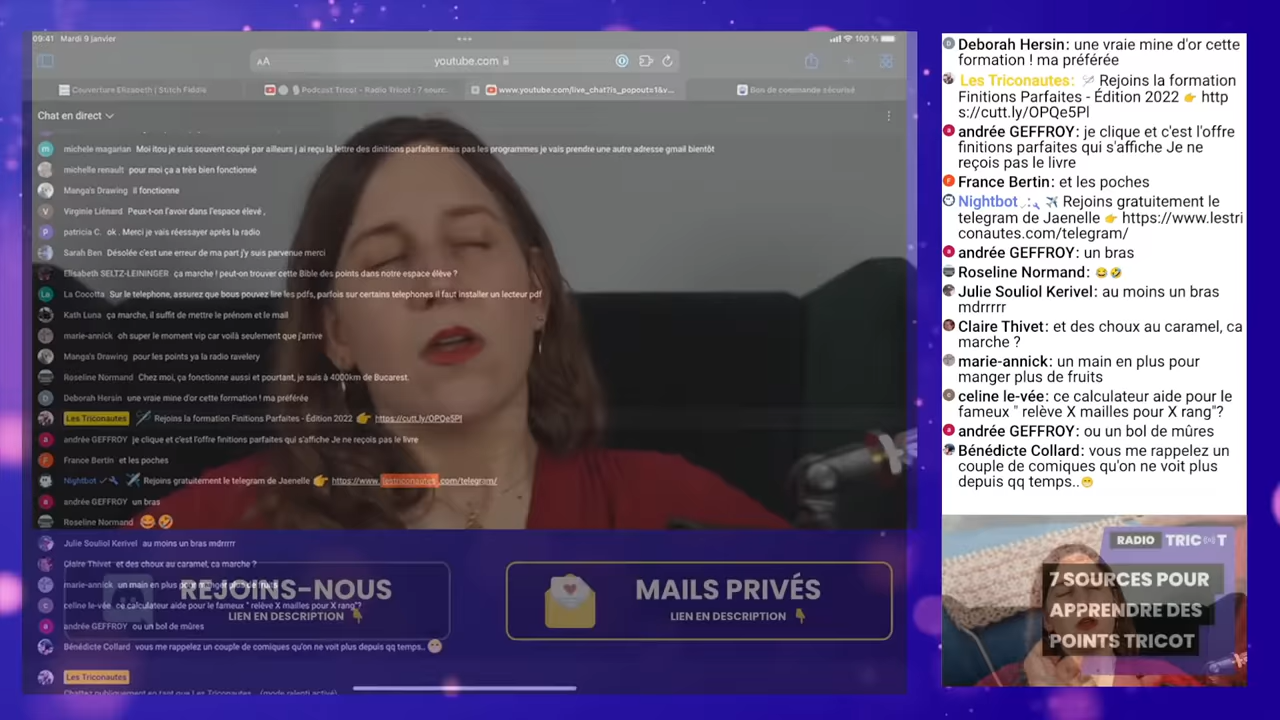 09:41 Mardi 9 janvier
100 %
AA
youtube.com
Couverture Elizabeth | Stitch Fiddle
Podcast Tricot - Radio Tricot : 7 sourc.
www.youtube.com/live_chat?is_popout=1&v...
Bon de commande sécurisé
Chat en direct
michele magarian Moi itou je suis souvent coupé par ailleurs j ai reçu la lettre des dinitions parfaites mais pas les programmes je vais prendre une autre adresse gmail bientôt
michelle renault pour moi ça a très bien fonctionné
Manga's Drawing il fonctionne
Virginie Liénard Peux-t-on l'avoir dans l'espace élevé ,
patricia C. ok . Merci je vais réessayer après la radio
Sarah Ben Désolée c'est une erreur de ma part j'y suis parvenue merci
Elisabeth SELTZ-LEININGER ça marche ! peut-on trouver cette Bible des points dans notre espace élève ?
La Cocotta Sur le telephone, assurez que bous pouvez lire les pdfs, parfois sur certains telephones il faut installer un lecteur pdf
Kath Luna ça marche, il suffit de mettre le prénom et le mail
marie-annick oh super le moment vip car voilà seulement que j'arrive
Manga's Drawing pour les points ya la radio ravelery
Roseline Normand Chez moi, ça fonctionne aussi et pourtant, je suis à 4000km de Bucarest.
Deborah Hersin une vraie mine d'or cette formation ! ma préférée
Les Triconautes Rejoins la formation Finitions Parfaites - Édition 2022 👉 https://cutt.ly/OPQe5Pl
andrée GEFFROY je clique et c'est l'offre finitions parfaites qui s'affiche Je ne reçois pas le livre
France Bertin et les poches
Nightbot Rejoins gratuitement le telegram de Jaenelle 👉 https://www.lestriconautes.com/telegram/
andrée GEFFROY un bras
Roseline Normand 😂🤣
Julie Souliol Kerivel au moins un bras mdrrrrr
Claire Thivet et des choux au caramel, ca marche ?
marie-annick un main en plus pour manger plus de fruits
celine le-vée ce calculateur aide pour le fameux " relève X mailles pour X rang"?
andrée GEFFROY ou un bol de mûres
Bénédicte Collard vous me rappelez un couple de comiques qu'on ne voit plus depuis qq temps.. 😁
Les Triconautes
Chattez publiquement en tant que Les Triconautes... (mode ralenti activé)
REJOINS-NOUS
LIEN EN DESCRIPTION 👇
MAILS PRIVÉS
LIEN EN DESCRIPTION 👇
Deborah Hersin: une vraie mine d'or cette
formation ! ma préférée
Les Triconautes: Rejoins la formation
Finitions Parfaites - Édition 2022 👉 http
s://cutt.ly/OPQe5Pl
andrée GEFFROY: je clique et c'est l'offre
finitions parfaites qui s'affiche Je ne
reçois pas le livre
France Bertin: et les poches
Nightbot : ✈️ Rejoins gratuitement le
telegram de Jaenelle 👉 https://www.lestri
conautes.com/telegram/
andrée GEFFROY: un bras
Roseline Normand: 😂🤣
Julie Souliol Kerivel: au moins un bras
mdrrrrr
Claire Thivet: et des choux au caramel, ca
marche ?
marie-annick: un main en plus pour
manger plus de fruits
celine le-vée: ce calculateur aide pour le
fameux " relève X mailles pour X rang"?
andrée GEFFROY: ou un bol de mûres
Bénédicte Collard: vous me rappelez un
couple de comiques qu'on ne voit plus
depuis qq temps..😁
RADIO TRICOT
7 SOURCES POUR
APPRENDRE DES
POINTS TRICOT